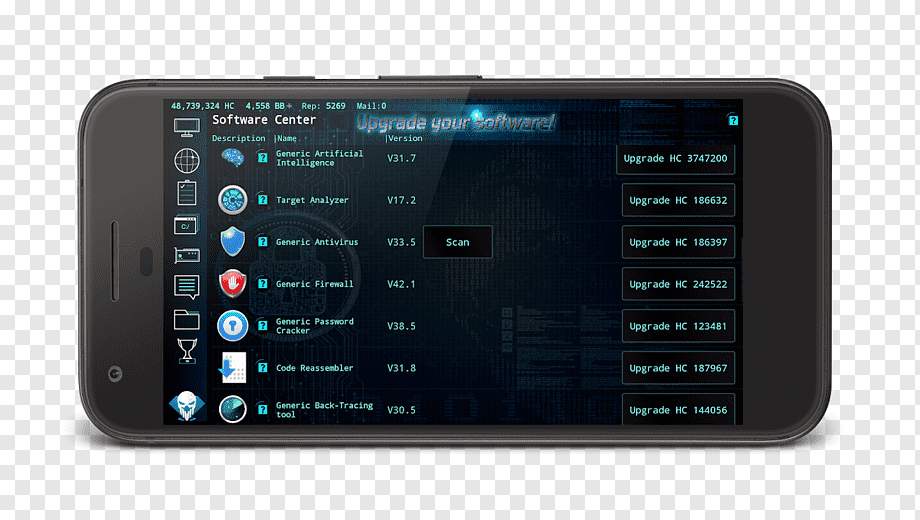 48,739,324 HC 4,558 BB+ Rep: 5269 Mail:0
Software Center
Upgrade your software!
?
Description |Name |Version
? Generic Artificial Intelligence V31.7 Upgrade HC 3747200
? Target Analyzer V17.2 Upgrade HC 186632
? Generic Antivirus V33.5 Scan Upgrade HC 186397
? Generic Firewall V42.1 Upgrade HC 242522
? Generic Password Cracker V38.5 Upgrade HC 123481
? Code Reassembler V31.8 Upgrade HC 187967
? Generic Back-Tracing tool V30.5 Upgrade HC 144056
C:/